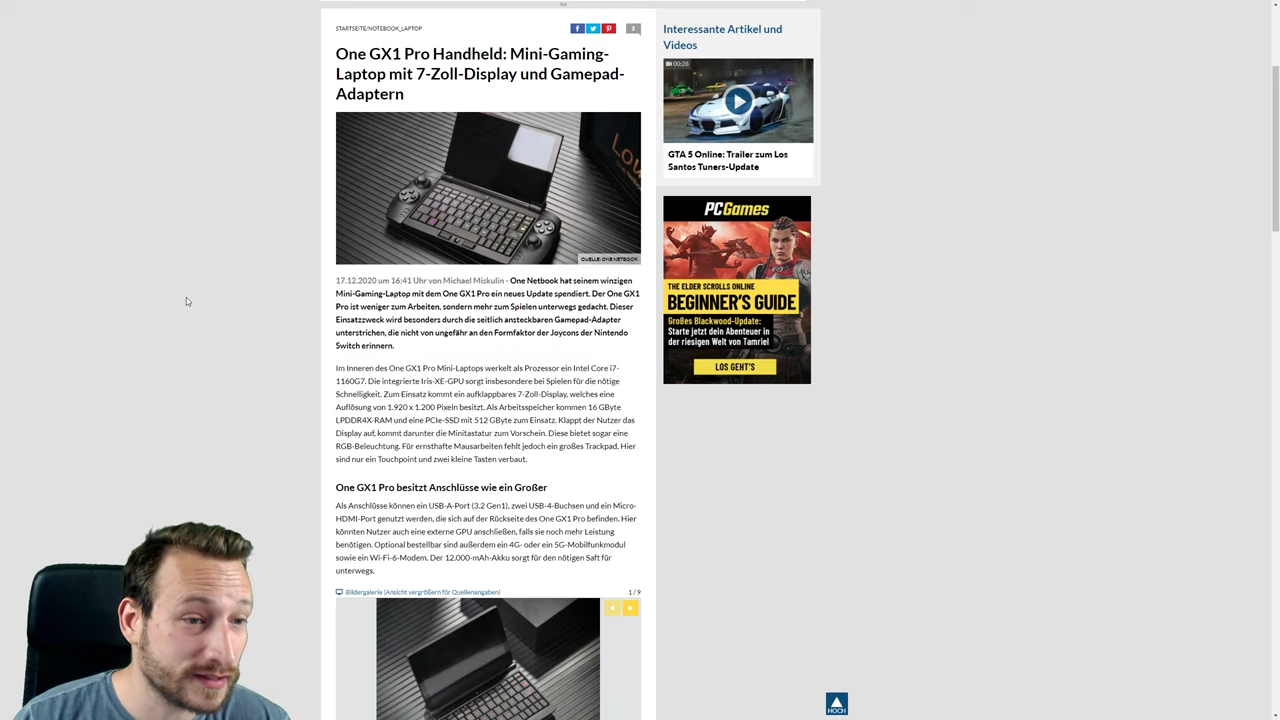 Ad
STARTSEITE/NOTEBOOK_LAPTOP
3
One GX1 Pro Handheld: Mini-Gaming-
Laptop mit 7-Zoll-Display und Gamepad-
Adaptern
QUELLE: ONE NETBOOK
17.12.2020 um 16:41 Uhr von Michael Miskulin - One Netbook hat seinem winzigen
Mini-Gaming-Laptop mit dem One GX1 Pro ein neues Update spendiert. Der One GX1
Pro ist weniger zum Arbeiten, sondern mehr zum Spielen unterwegs gedacht. Dieser
Einsatzzweck wird besonders durch die seitlich ansteckbaren Gamepad-Adapter
unterstrichen, die nicht von ungefähr an den Formfaktor der Joycons der Nintendo
Switch erinnern.
Im Inneren des One GX1 Pro Mini-Laptops werkelt als Prozessor ein Intel Core i7-
1160G7. Die integrierte Iris-XE-GPU sorgt insbesondere bei Spielen für die nötige
Schnelligkeit. Zum Einsatz kommt ein aufklappbares 7-Zoll-Display, welches eine
Auflösung von 1.920 x 1.200 Pixeln besitzt. Als Arbeitsspeicher kommen 16 GByte
LPDDR4X-RAM und eine PCIe-SSD mit 512 GByte zum Einsatz. Klappt der Nutzer das
Display auf, kommt darunter die Minitastatur zum Vorschein. Diese bietet sogar eine
RGB-Beleuchtung. Für ernsthafte Mausarbeiten fehlt jedoch ein großes Trackpad. Hier
sind nur ein Touchpoint und zwei kleine Tasten verbaut.
One GX1 Pro besitzt Anschlüsse wie ein Großer
Als Anschlüsse können ein USB-A-Port (3.2 Gen1), zwei USB-4-Buchsen und ein Micro-
HDMI-Port genutzt werden, die sich auf der Rückseite des One GX1 Pro befinden. Hier
könnten Nutzer auch eine externe GPU anschließen, falls sie noch mehr Leistung
benötigen. Optional bestellbar sind außerdem ein 4G- oder ein 5G-Mobilfunkmodul
sowie ein Wi-Fi-6-Modem. Der 12.000-mAh-Akku sorgt für den nötigen Saft für
unterwegs.
Bildergalerie (Ansicht vergrößern für Quellenangaben)
1 / 9
Interessante Artikel und
Videos
00:28
GTA 5 Online: Trailer zum Los
Santos Tuners-Update
PCGames
THE ELDER SCROLLS ONLINE
BEGINNER'S GUIDE
Großes Blackwood-Update:
Starte jetzt dein Abenteuer in
der riesigen Welt von Tamriel
LOS GEHT'S
HOCH